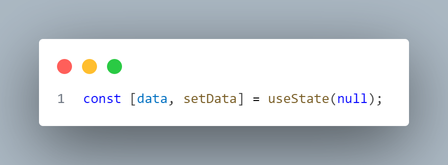 1 const [data, setData] = useState(null);